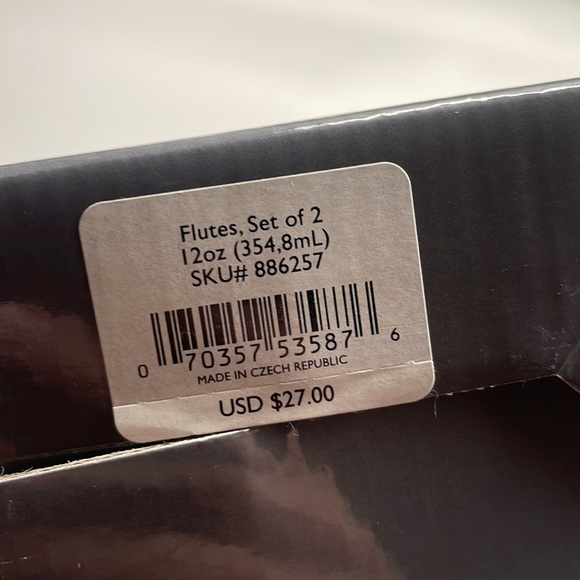 Flutes, Set of 2
12oz (354,8mL)
SKU# 886257
0 70357 53587 6
MADE IN CZECH REPUBLIC
USD $27.00